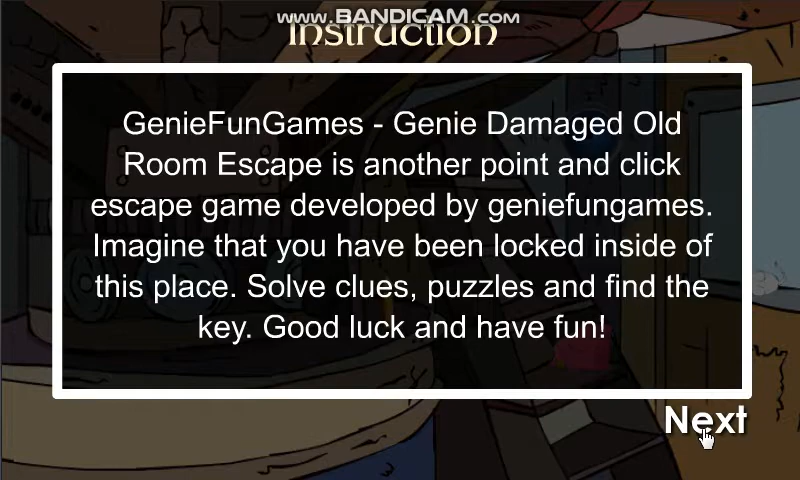 www.BANDICAM.com
Instruction
GenieFunGames - Genie Damaged Old
Room Escape is another point and click
escape game developed by geniefungames.
Imagine that you have been locked inside of
this place. Solve clues, puzzles and find the
key. Good luck and have fun!
Next